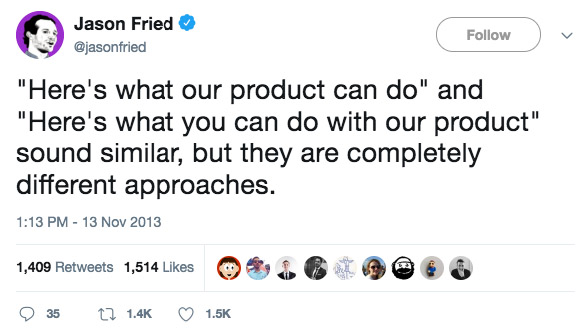 Jason Fried
@jasonfried
Follow
"Here's what our product can do" and
"Here's what you can do with our product"
sound similar, but they are completely
different approaches.
1:13 PM - 13 Nov 2013
1,409 Retweets 1,514 Likes
35 1.4K 1.5K